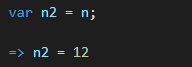 var n2 = n;
=> n2 = 12